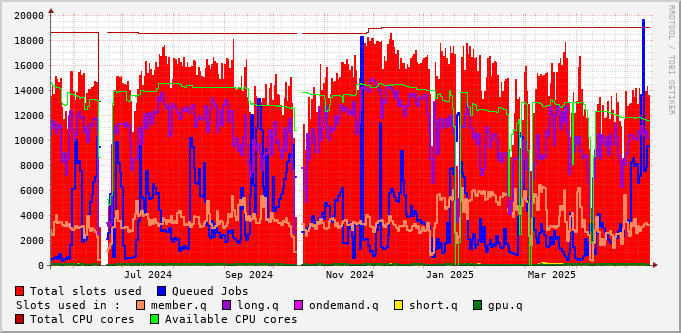 20000
18000
16000
14000
12000
10000
8000
6000
4000
2000
0
Jul 2024 Sep 2024 Nov 2024 Jan 2025 Mar 2025
RRDTOOL / TOBI OETIKER
Total slots used Queued Jobs
Slots used in : member.q long.q ondemand.q short.q gpu.q
Total CPU cores Available CPU cores